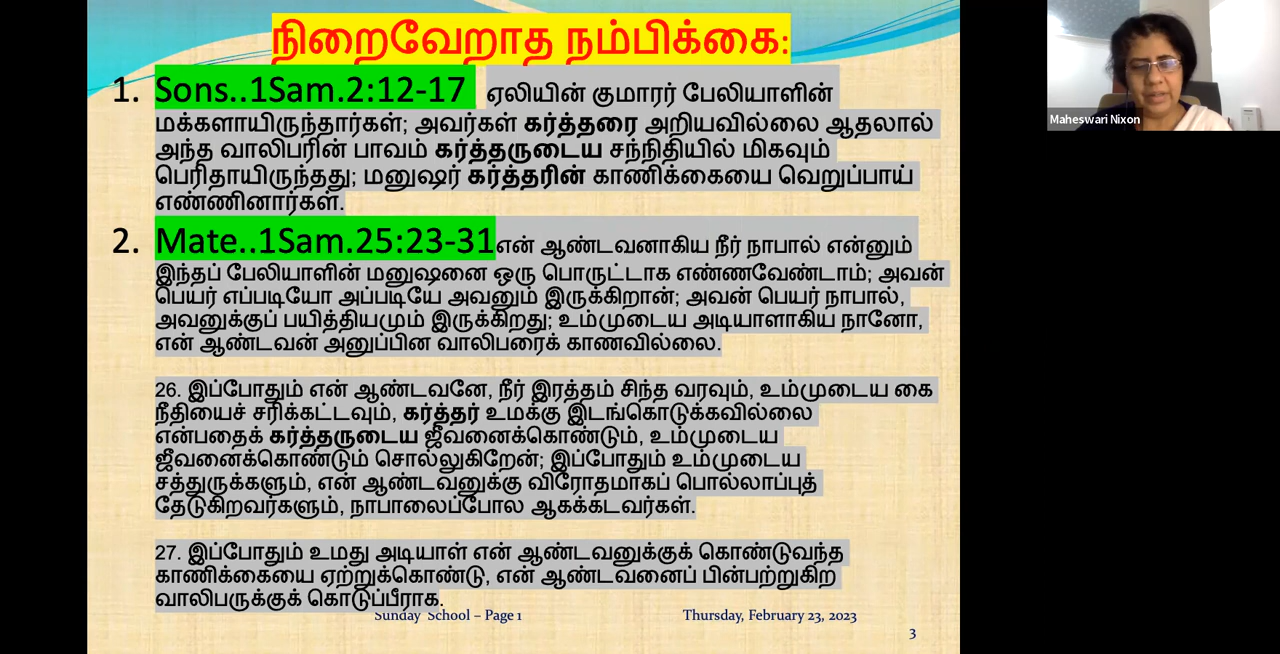 நிறைவேறாத நம்பிக்கை:
1. Sons..1Sam.2:12-17 ஏலியின் குமாரர் பேலியாளின்
மக்களாயிருந்தார்கள்; அவர்கள் கர்த்தரை அறியவில்லை ஆதலால்
அந்த வாலிபரின் பாவம் கர்த்தருடைய சந்நிதியில் மிகவும்
பெரிதாயிருந்தது; மனுஷர் கர்த்தரின் காணிக்கையை வெறுப்பாய்
எண்ணினார்கள்.
2. Mate..1Sam.25:23-31என் ஆண்டவனாகிய நீர் நாபால் என்னும்
இந்தப் பேலியாளின் மனுஷனை ஒரு பொருட்டாக எண்ணவேண்டாம்; அவன்
பெயர் எப்படியோ அப்படியே அவனும் இருக்கிறான்; அவன் பெயர் நாபால்,
அவனுக்குப் பயித்தியமும் இருக்கிறது; உம்முடைய அடியாளாகிய நானோ,
என் ஆண்டவன் அனுப்பின வாலிபரைக் காணவில்லை.
26. இப்போதும் என் ஆண்டவனே, நீர் இரத்தம் சிந்த வரவும், உம்முடைய கை
நீதியைச் சரிக்கட்டவும், கர்த்தர் உமக்கு இடங்கொடுக்கவில்லை
என்பதைக் கர்த்தருடைய ஜீவனைக்கொண்டும், உம்முடைய
ஜீவனைக்கொண்டும் சொல்லுகிறேன்; இப்போதும் உம்முடைய
சத்துருக்களும், என் ஆண்டவனுக்கு விரோதமாகப் பொல்லாப்புத்
தேடுகிறவர்களும், நாபாலைப்போல ஆகக்கடவர்கள்.
27. இப்போதும் உமது அடியாள் என் ஆண்டவனுக்குக் கொண்டுவந்த
காணிக்கையை ஏற்றுக்கொண்டு, என் ஆண்டவனைப் பின்பற்றுகிற
வாலிபருக்குக் கொடுப்பீராக.
Sunday School – Page 1
Thursday, February 23, 2023
3
Maheswari Nixon